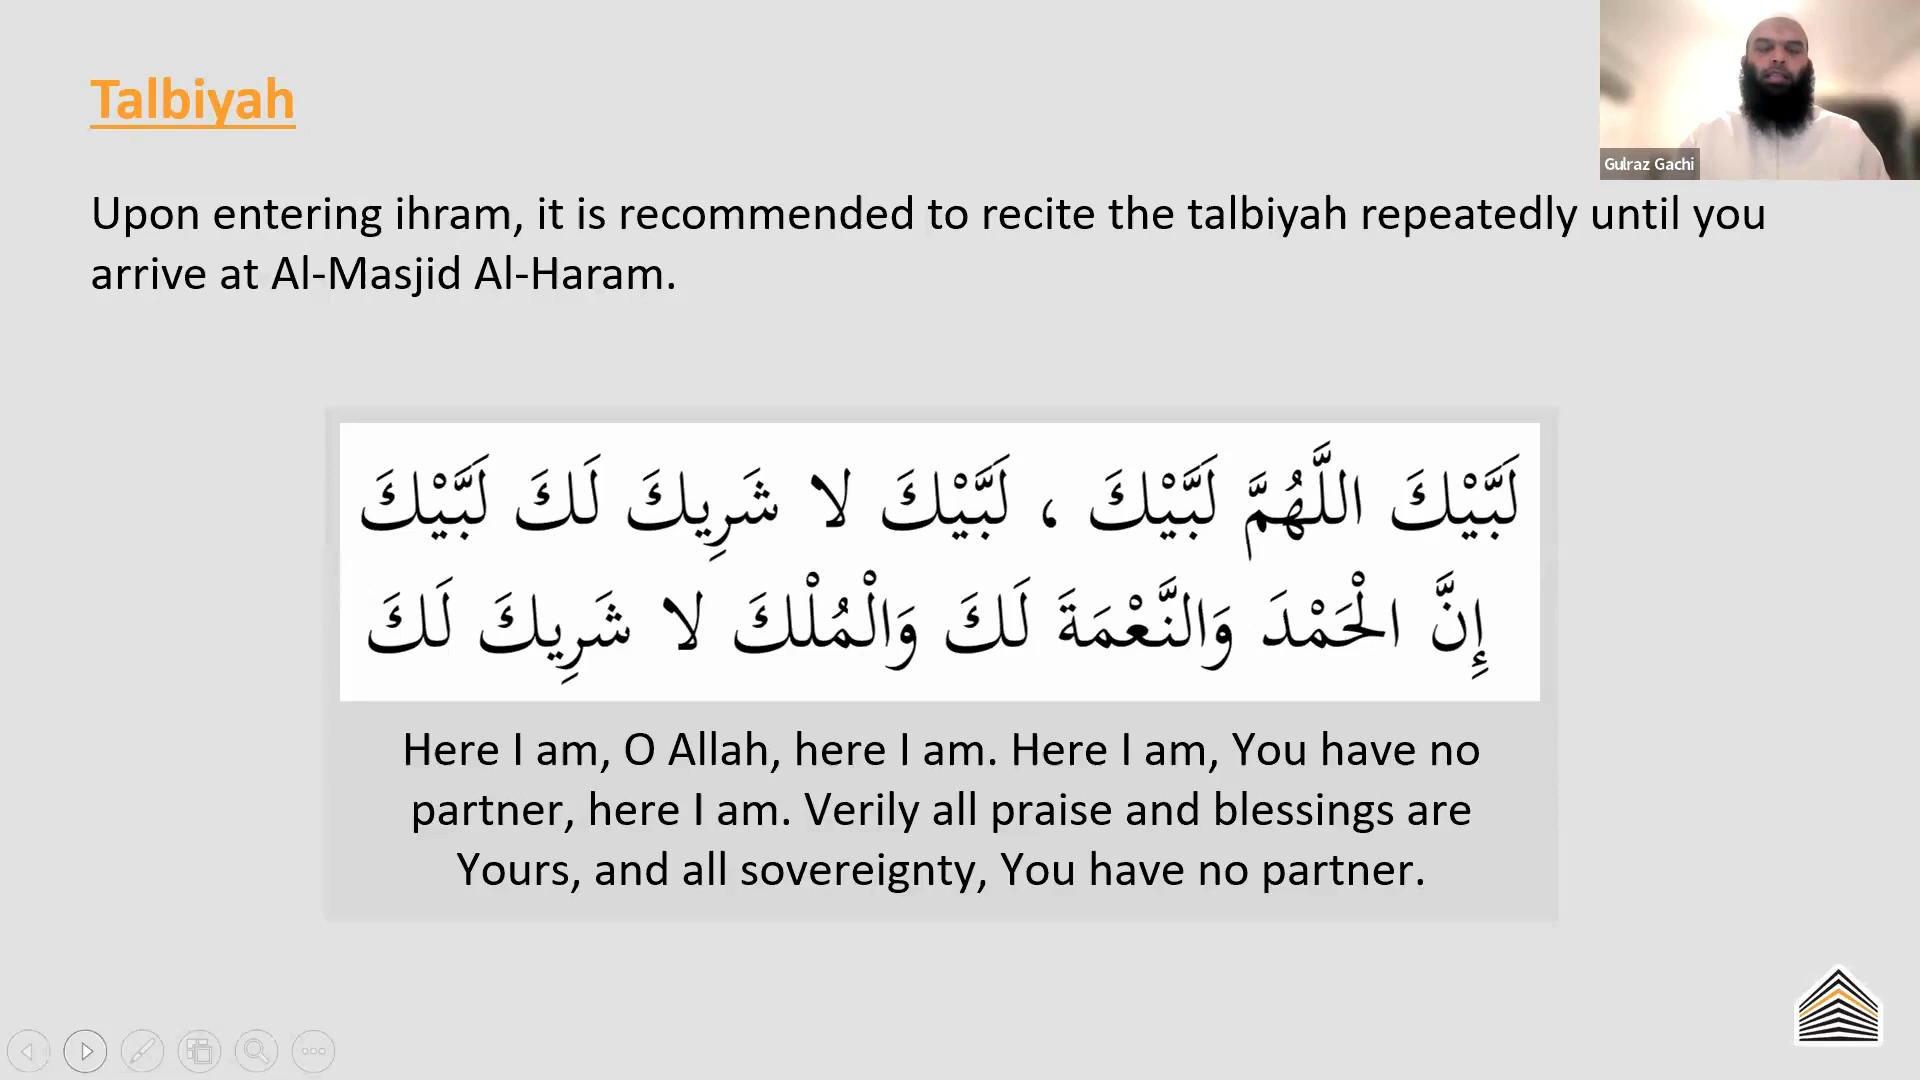 Talbiyah
Gulraz Gachi
Upon entering ihram, it is recommended to recite the talbiyah repeatedly until you
arrive at Al-Masjid Al-Haram.
لَبَّيْكَ اللَّهُمَّ لَبَّيْكَ ، لَبَّيْكَ لا شَرِيكَ لَكَ لَبَّيْكَ
إِنَّ الْحَمْدَ وَالنَّعْمَةَ لَكَ وَالْمُلْكَ لا شَرِيكَ لَكَ
Here I am, O Allah, here I am. Here I am, You have no
partner, here I am. Verily all praise and blessings are
Yours, and all sovereignty, You have no partner.